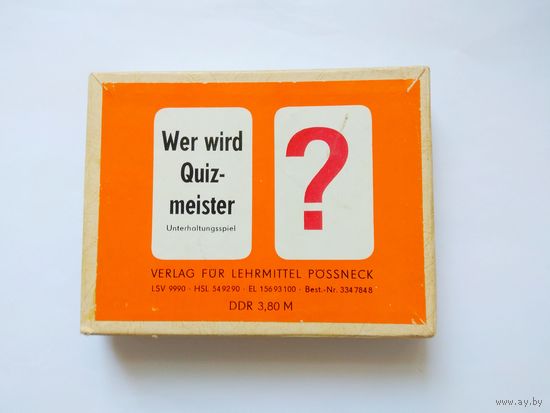 Wer wird
Quiz-
meister
Unterhaltungsspiel
?
VERLAG FÜR LEHRMITTEL PÖSSNECK
LSV 9990 · HSL 549290 · EL 15693100 · Best.-Nr. 3347848
DDR 3,80 M
www.ay.by